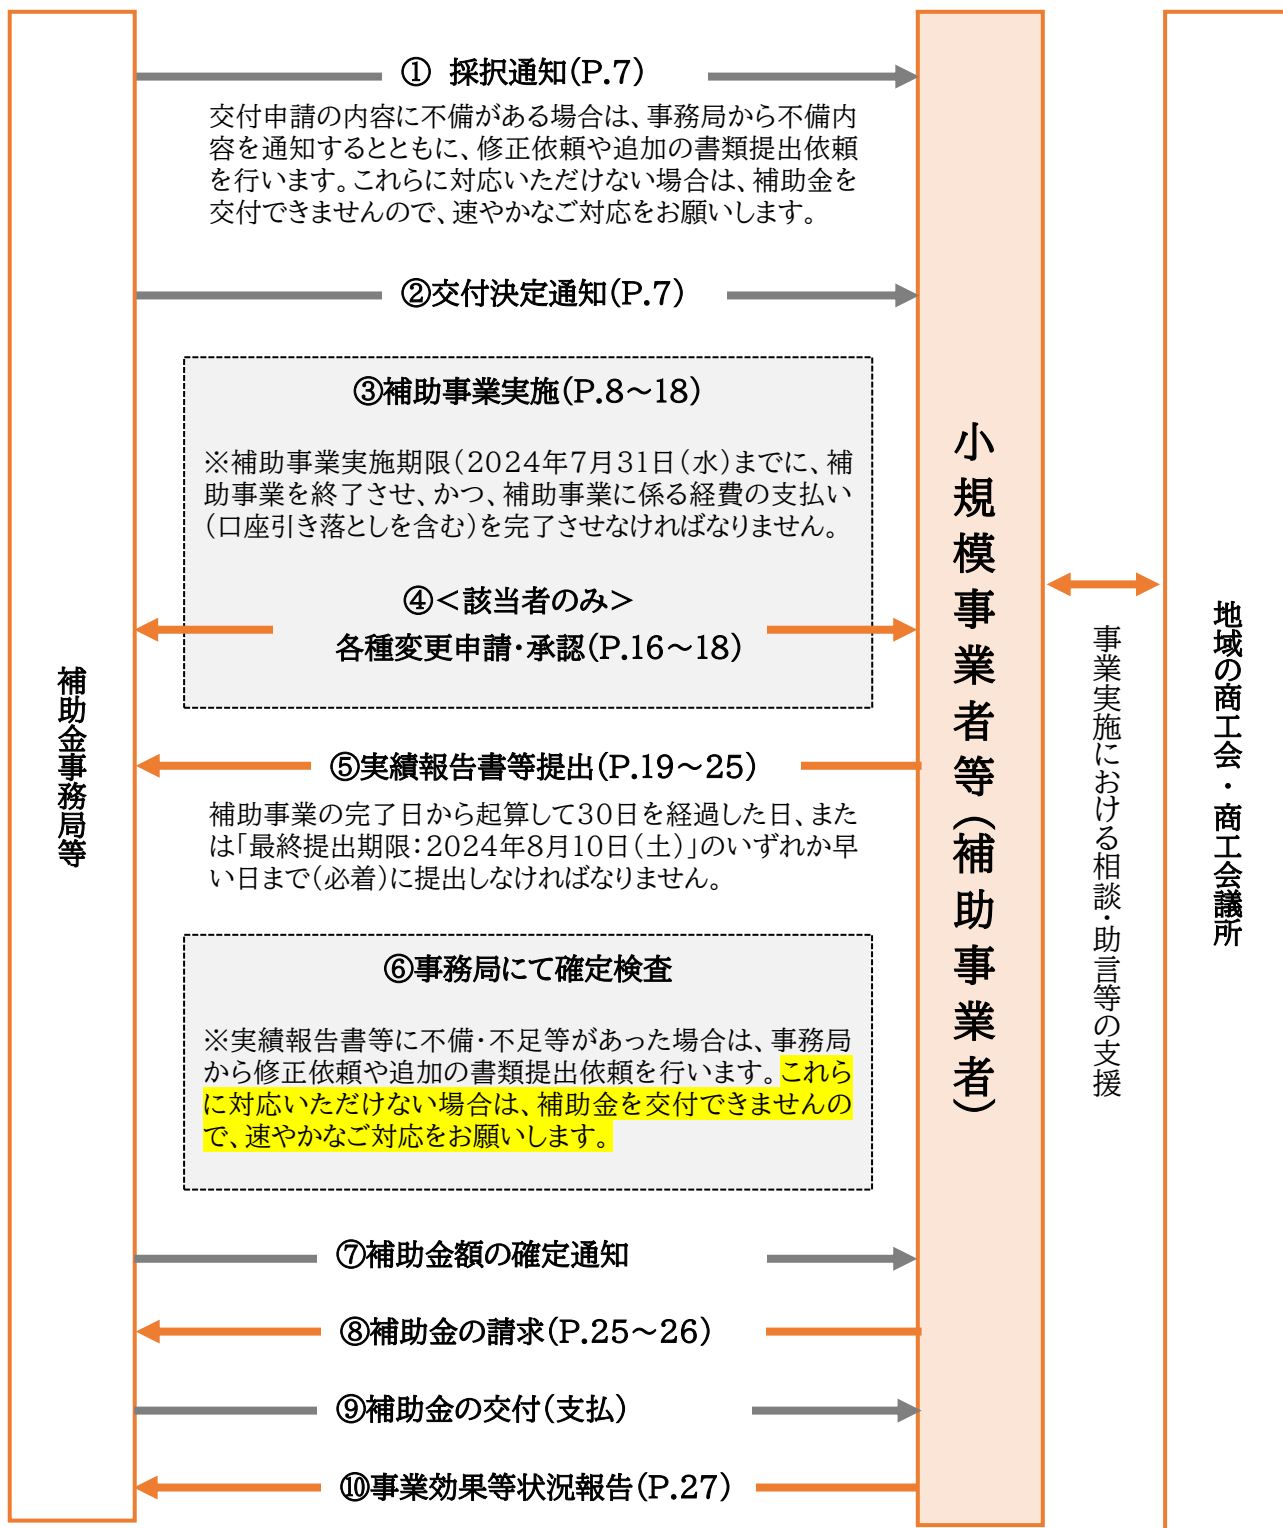 ① 採択通知(P.7)
交付申請の内容に不備がある場合は、事務局から不備内
容を通知するとともに、修正依頼や追加の書類提出依頼
を行います。これらに対応いただけない場合は、補助金を
交付できませんので、速やかなご対応をお願いします。
②交付決定通知(P.7)
③補助事業実施(P.8～18)
※補助事業実施期限(2024年7月31日(水)までに、補
助事業を終了させ、かつ、補助事業に係る経費の支払い
(口座引き落としを含む)を完了させなければなりません。
④＜該当者のみ＞
各種変更申請・承認(P.16～18)
⑤実績報告書等提出(P.19～25)
補助事業の完了日から起算して30日を経過した日、また
は「最終提出期限：2024年8月10日(土)」のいずれか早
い日まで(必着)に提出しなければなりません。
⑥事務局にて確定検査
※実績報告書等に不備・不足等があった場合は、事務局
から修正依頼や追加の書類提出依頼を行います。これら
に対応いただけない場合は、補助金を交付できませんの
で、速やかなご対応をお願いします。
⑦補助金額の確定通知
⑧補助金の請求(P.25～26)
⑨補助金の交付(支払)
⑩事業効果等状況報告(P.27)
補助金事務局等
小規模事業者等(補助事業者)
事業実施における相談・助言等の支援
地域の商工会・商工会議所